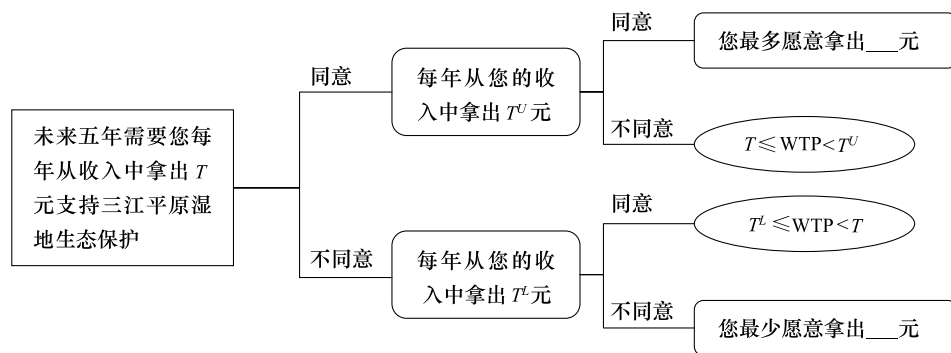 未来五年需要您每
年从收入中拿出 T
元支持三江平原湿
地生态保护
同意
每年从您的收
入中拿出 Tᵁ元
同意
您最多愿意拿出___元
不同意
T≤WTP<Tᵁ
不同意
每年从您的收
入中拿出 Tᴸ元
同意
Tᴸ≤WTP<T
不同意
您最少愿意拿出___元